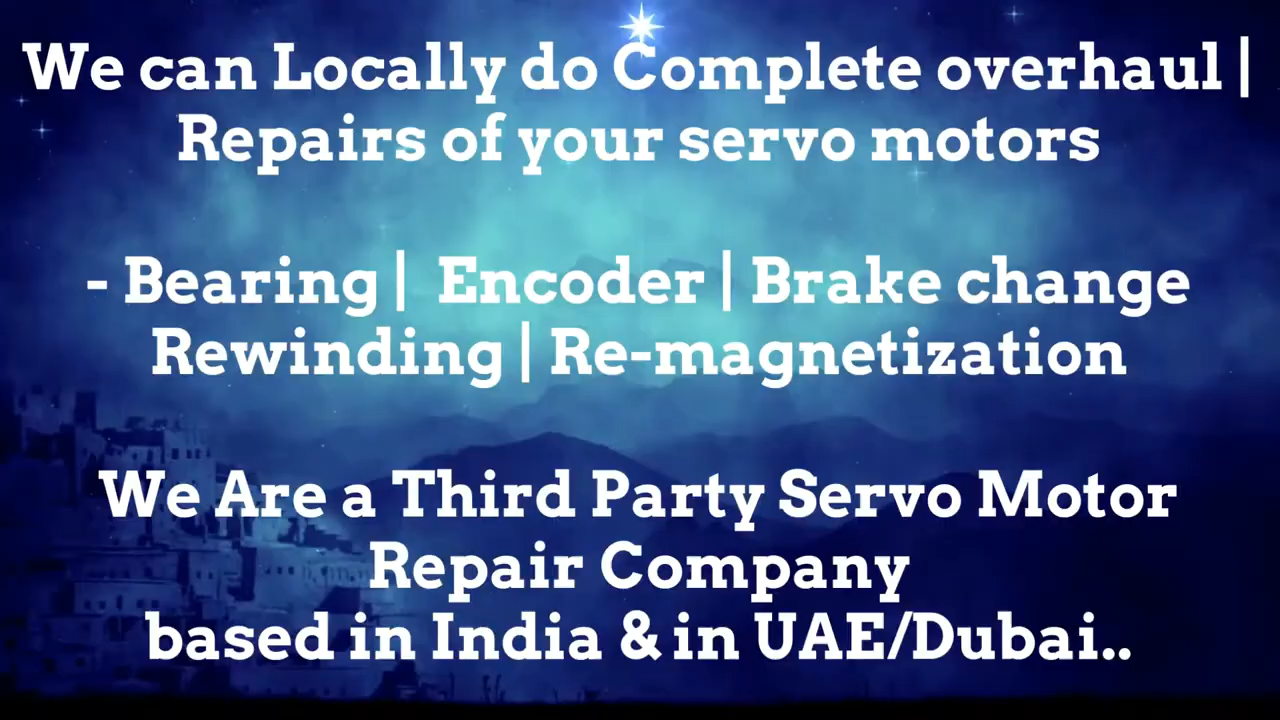 We can Locally do Complete overhaul |
Repairs of your servo motors
- Bearing | Encoder | Brake change
Rewinding | Re-magnetization
We Are a Third Party Servo Motor
Repair Company
based in India & in UAE/Dubai..